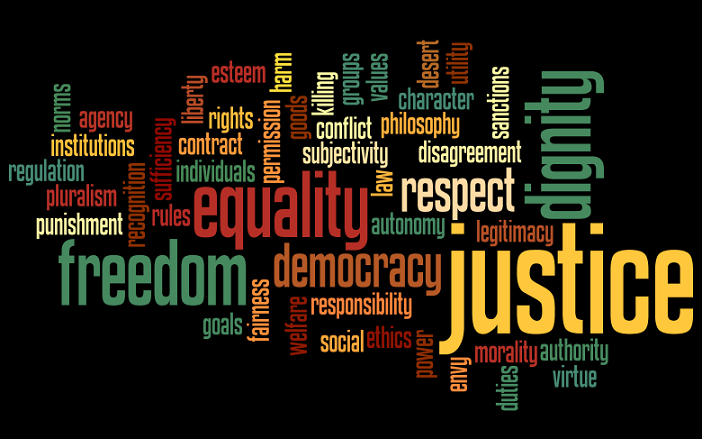 esteem
harm
killing
groups
values
desert
utility
norms
liberty
sanctions
dignity
agency
rights
goods
character
permission
conflict
philosophy
institutions
contract
sufficiency
subjectivity
disagreement
regulation
individuals
recognition
law
respect
pluralism
equality
punishment
rules
autonomy
legitimacy
justice
freedom
democracy
fairness
welfare
responsibility
goals
social
ethics
power
envy
morality
authority
duties
virtue